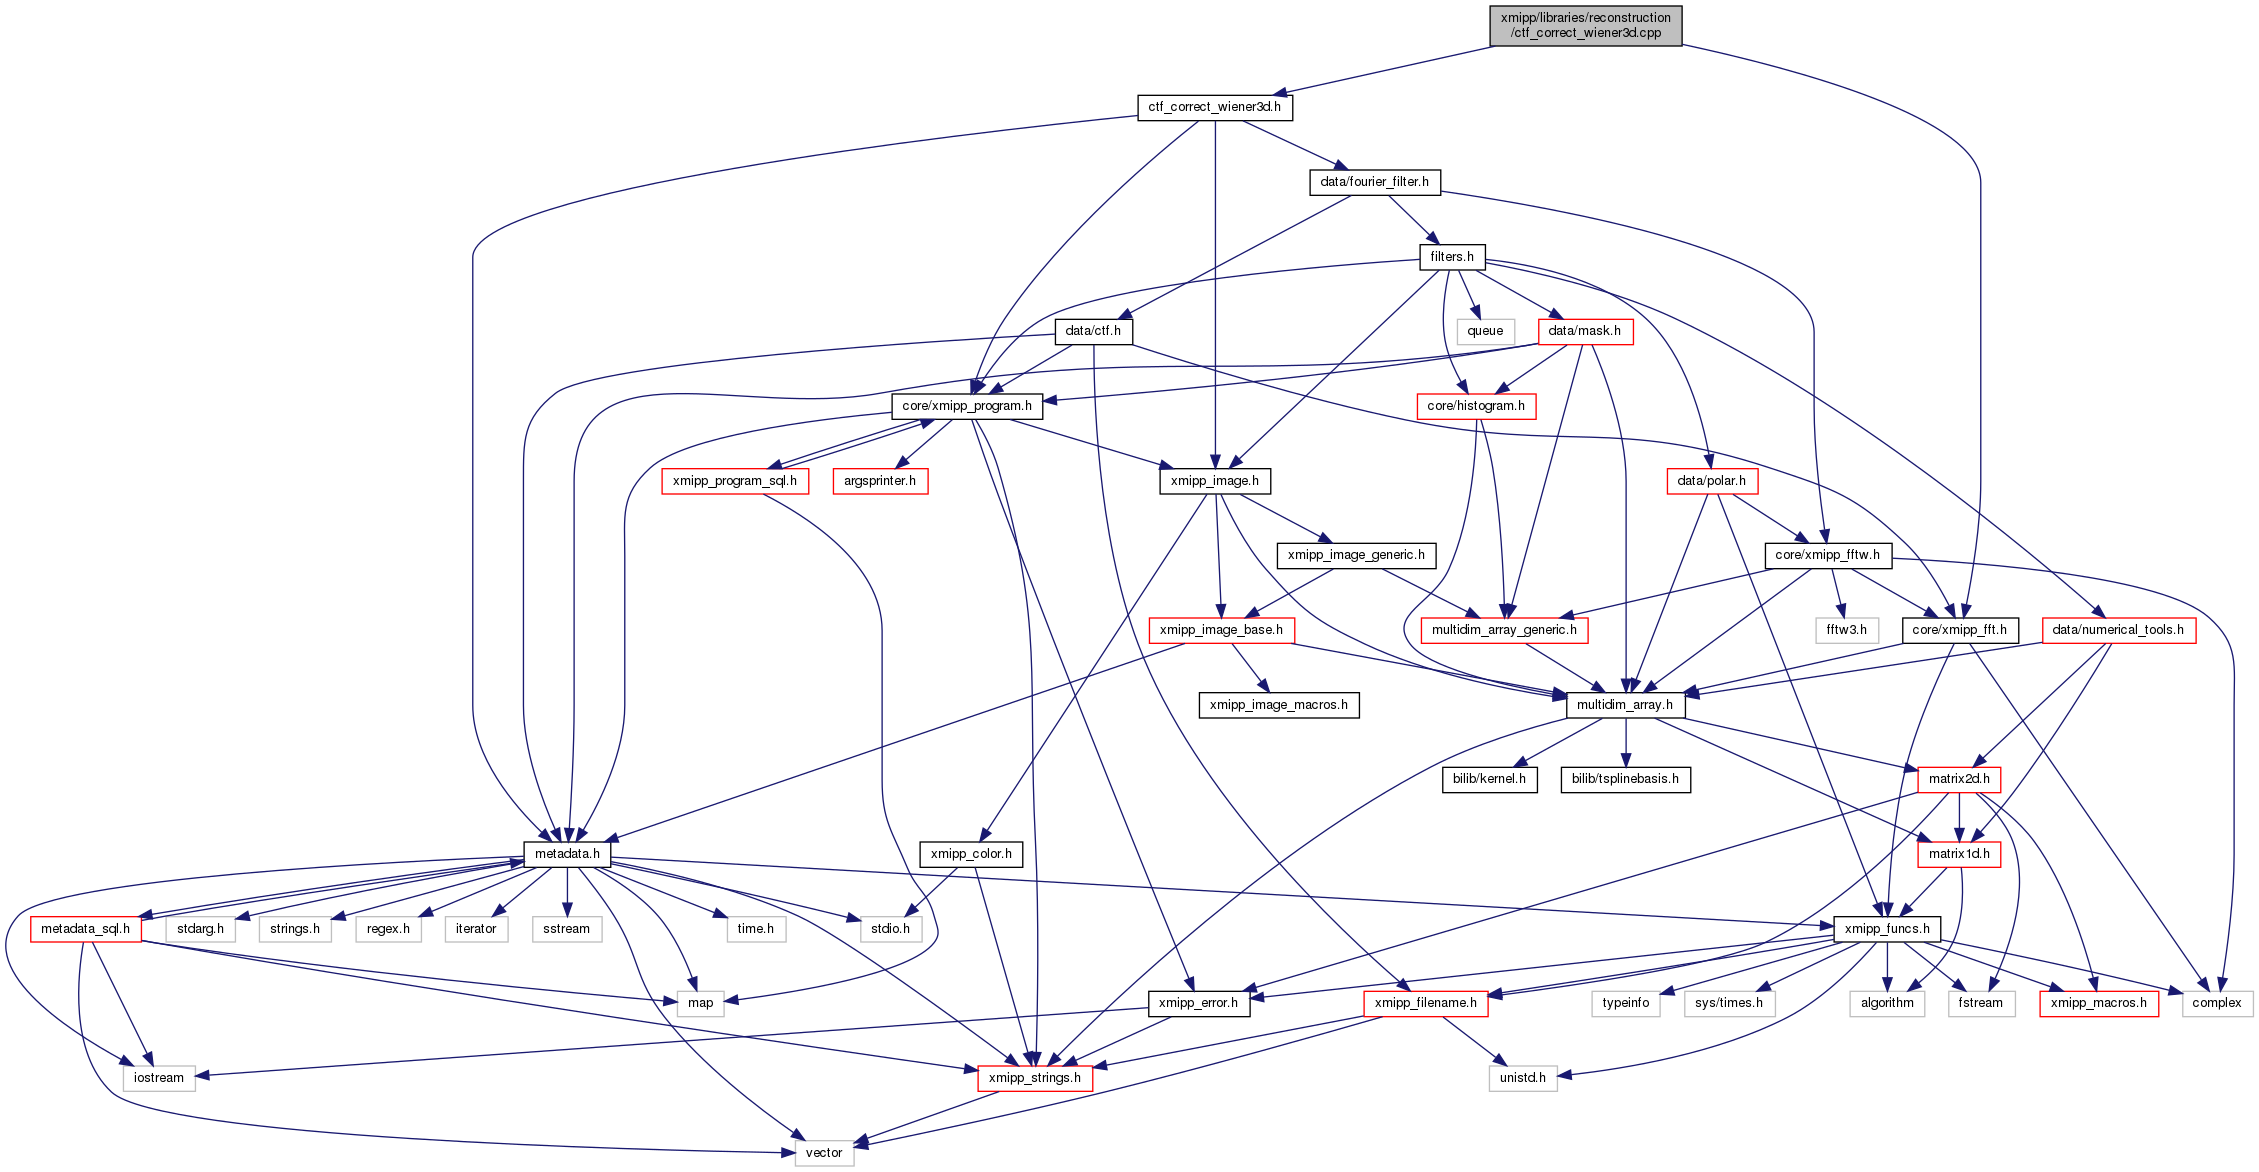 xmipp/libraries/reconstruction
/ctf_correct_wiener3d.cpp
ctf_correct_wiener3d.h
data/fourier_filter.h
filters.h
data/ctf.h
queue
data/mask.h
core/xmipp_program.h
core/histogram.h
xmipp_program_sql.h
argsprinter.h
xmipp_image.h
data/polar.h
xmipp_image_generic.h
core/xmipp_fftw.h
xmipp_image_base.h
multidim_array_generic.h
fftw3.h
core/xmipp_fft.h
data/numerical_tools.h
xmipp_image_macros.h
multidim_array.h
bilib/kernel.h
bilib/tsplinebasis.h
matrix2d.h
metadata.h
xmipp_color.h
matrix1d.h
metadata_sql.h
stdarg.h
strings.h
regex.h
iterator
sstream
time.h
stdio.h
xmipp_funcs.h
map
xmipp_error.h
xmipp_filename.h
typeinfo
sys/times.h
algorithm
fstream
xmipp_macros.h
complex
iostream
xmipp_strings.h
unistd.h
vector